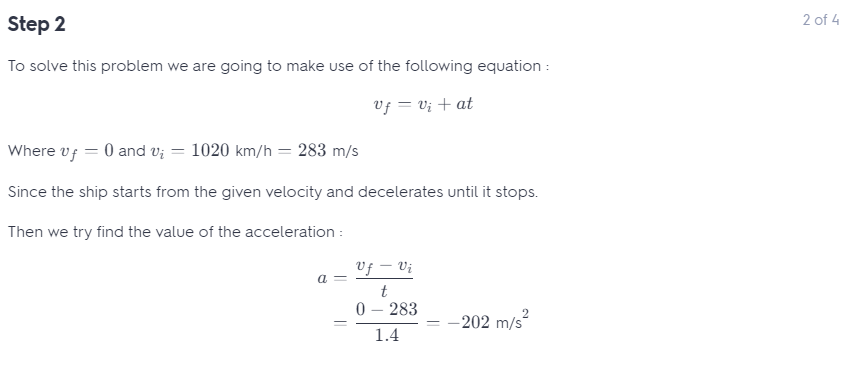 Step 2
2 of 4
To solve this problem we are going to make use of the following equation :
v_f = v_i + at
Where v_f = 0 and v_i = 1020 km/h = 283 m/s
Since the ship starts from the given velocity and decelerates until it stops.
Then we try find the value of the acceleration :
a = \frac{v_f − v_i}{t}
= \frac{0 − 283}{1.4} = −202 m/s²